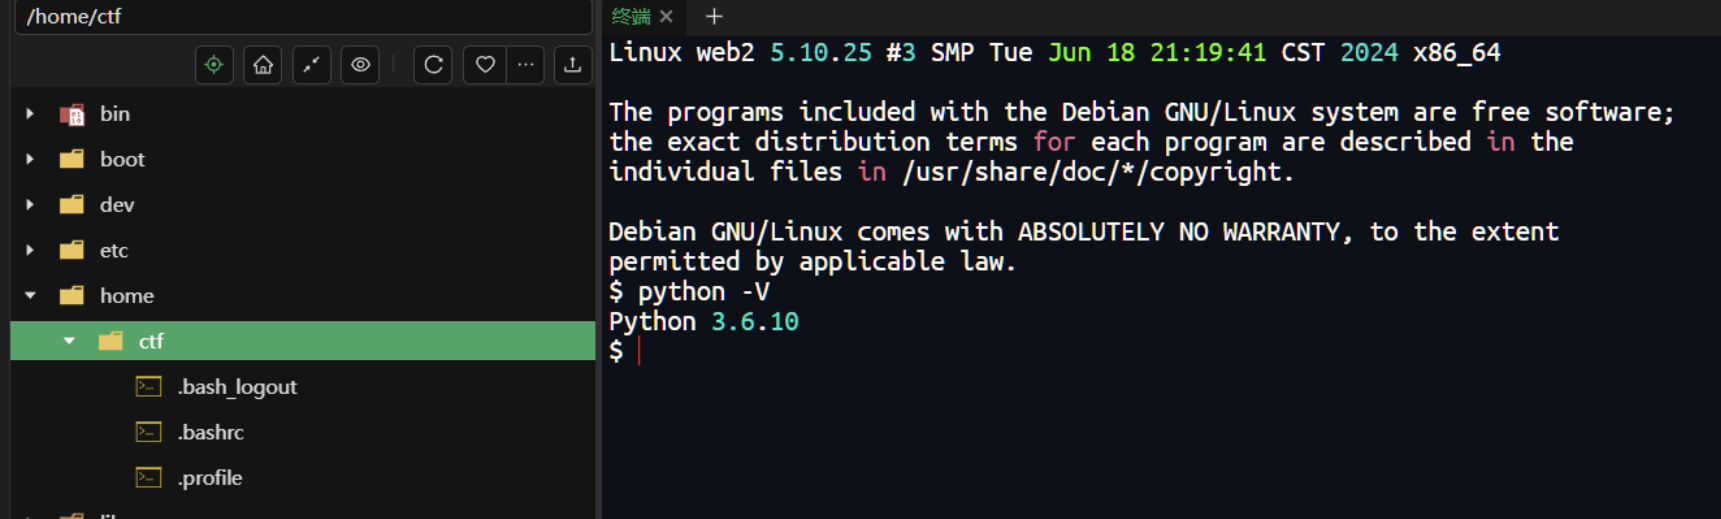 /home/ctf
bin
boot
dev
etc
home
ctf
.bash_logout
.bashrc
.profile
终端
Linux web2 5.10.25 #3 SMP Tue Jun 18 21:19:41 CST 2024 x86_64
The programs included with the Debian GNU/Linux system are free software;
the exact distribution terms for each program are described in the
individual files in /usr/share/doc/*/copyright.
Debian GNU/Linux comes with ABSOLUTELY NO WARRANTY, to the extent
permitted by applicable law.
$ python -V
Python 3.6.10
$